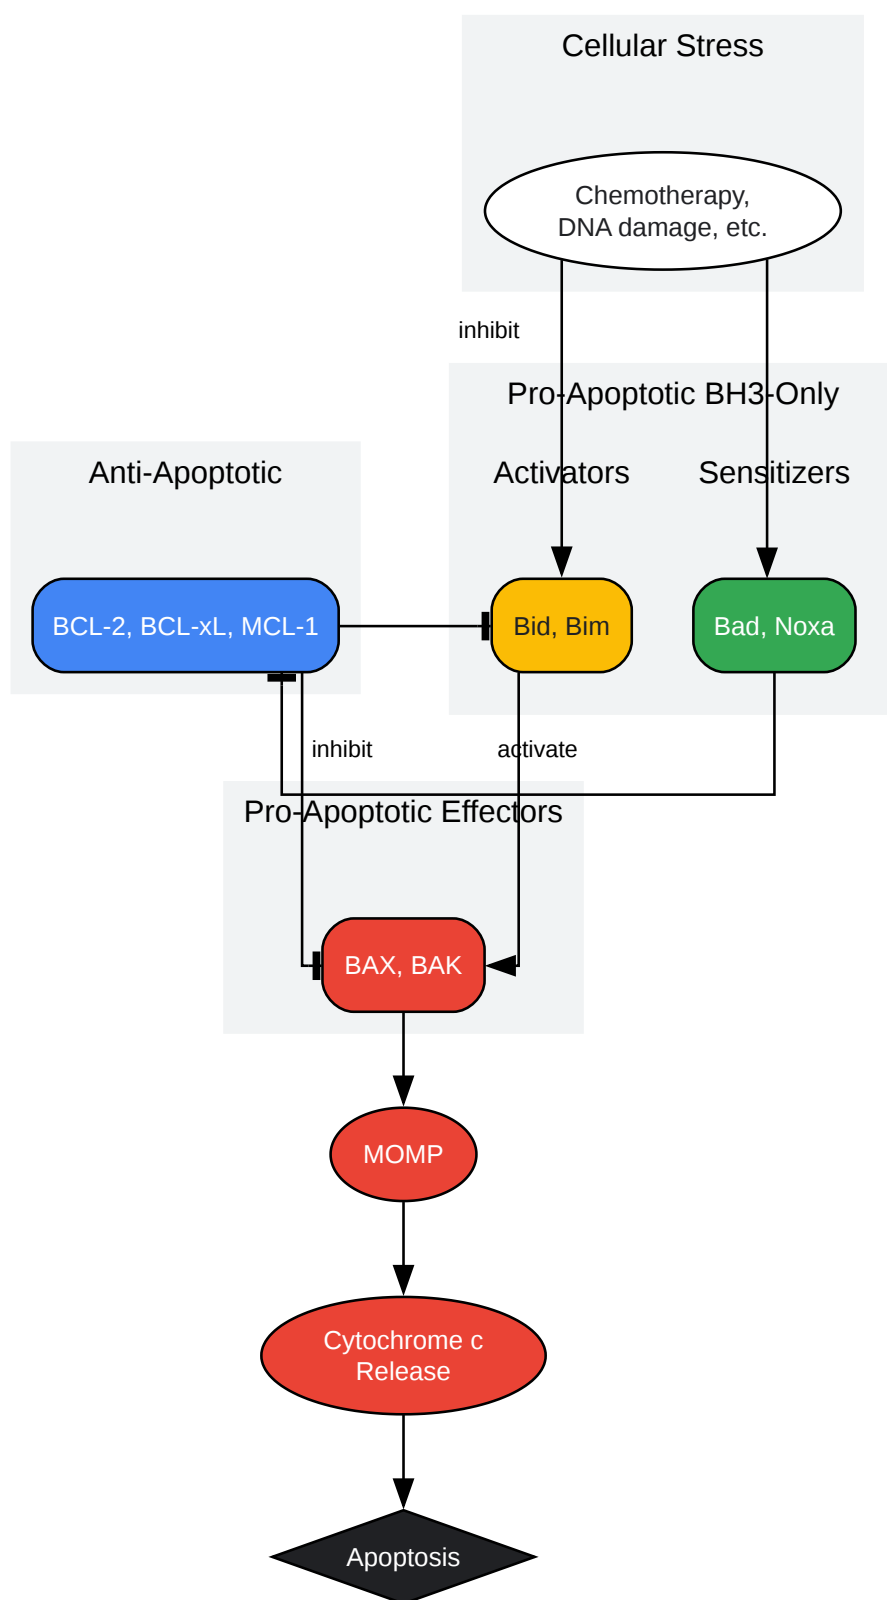 Cellular Stress
Chemotherapy,
DNA damage, etc.
inhibit
Pro-Apoptotic BH3-Only
Anti-Apoptotic
Activators
Sensitizers
BCL-2, BCL-xL, MCL-1
Bid, Bim
Bad, Noxa
inhibit
activate
Pro-Apoptotic Effectors
BAX, BAK
MOMP
Cytochrome c
Release
Apoptosis